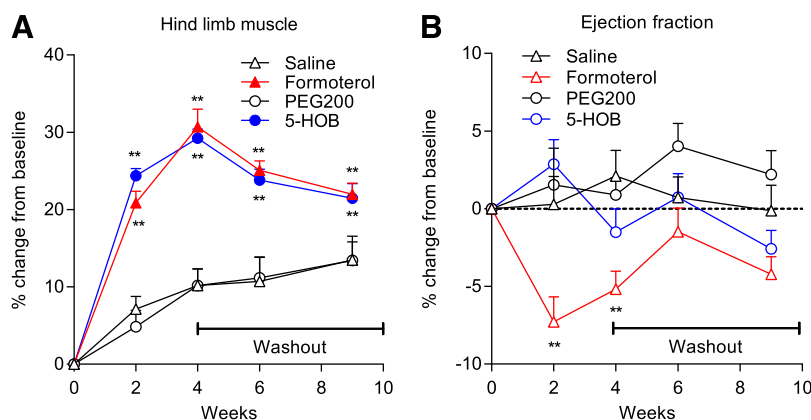 A
Hind limb muscle
% change from baseline
40
30
20
10
0
Saline
Formoterol
PEG200
5-HOB
**
**
**
**
**
**
**
**
Washout
0 2 4 6 8 10
Weeks
B
Ejection fraction
% change from baseline
10
5
0
-5
-10
Saline
Formoterol
PEG200
5-HOB
**
**
Washout
0 2 4 6 8 10
Weeks